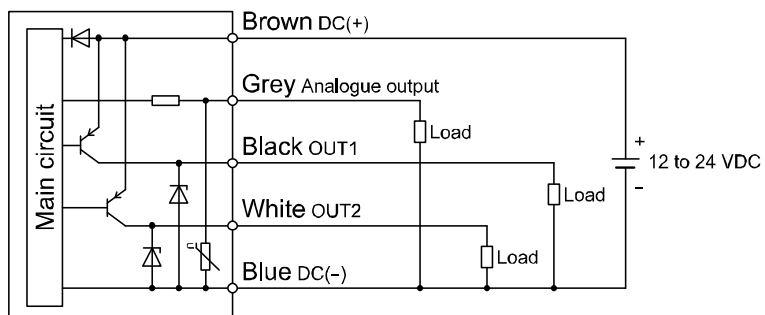 Brown DC(+)
Grey Analogue output
Main circuit
Load
Black OUT1
+
12 to 24 VDC
−
Load
White OUT2
U
Load
Blue DC(−)